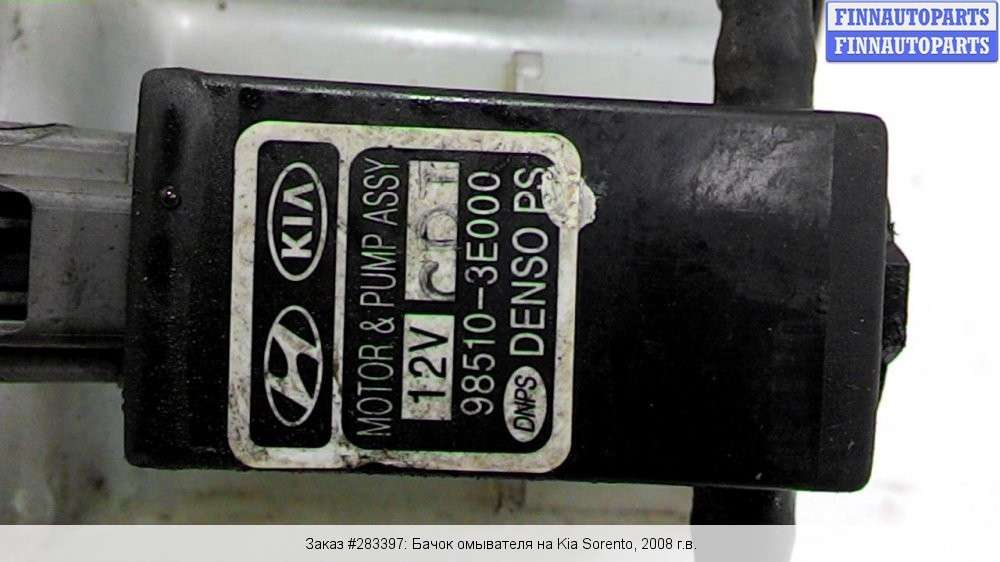 FINNAUTOPARTS
FINNAUTOPARTS
KIA
MOTOR & PUMP ASSY
12V
98510-3E000
DNPS DENSO PS
Заказ #283397: Бачок омывателя на Kia Sorento, 2008 г.в.